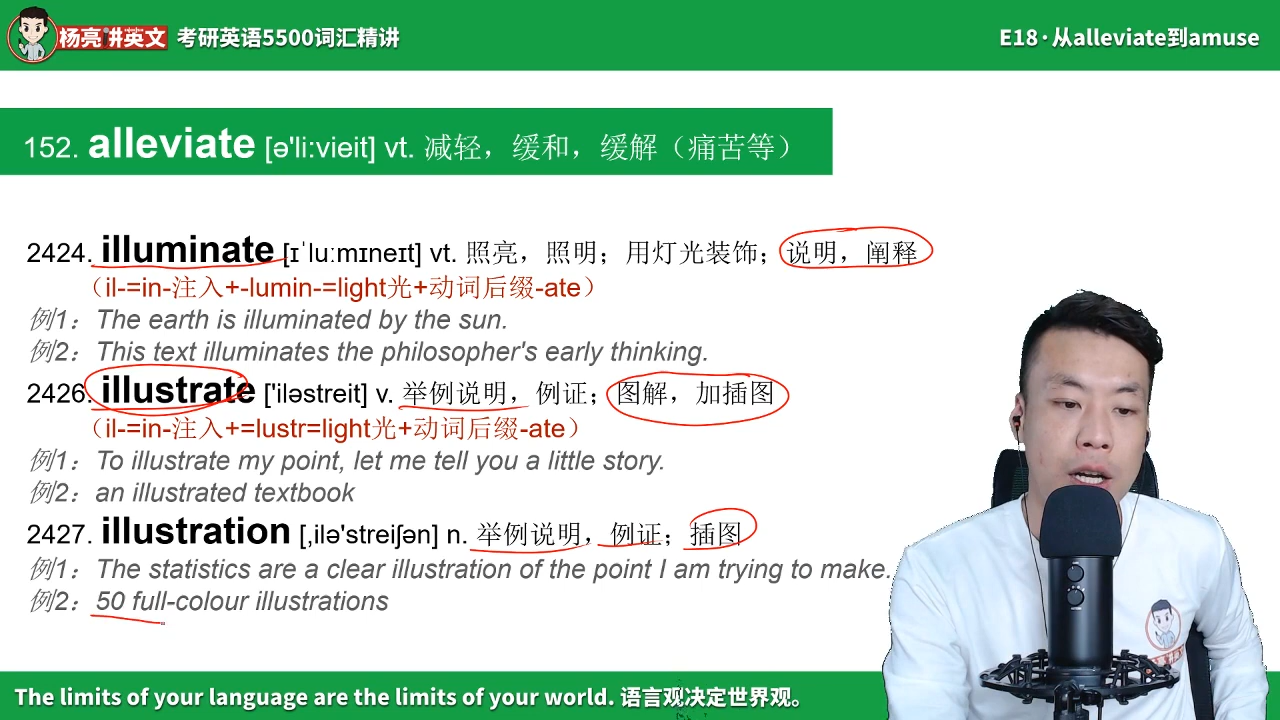 杨亮讲英文 考研英语5500词汇精讲
E18·从alleviate到amuse
152. alleviate [ə'li:vieit] vt. 减轻，缓和，缓解（痛苦等）
2424. illuminate [ɪˈluːmɪneɪt] vt. 照亮，照明；用灯光装饰；说明，阐释
（il-=in-注入+-lumin-=light光+动词后缀-ate）
例1：The earth is illuminated by the sun.
例2：This text illuminates the philosopher's early thinking.
2426. illustrate ['iləstreit] v. 举例说明，例证；图解，加插图
（il-=in-注入+=lustr=light光+动词后缀-ate）
例1：To illustrate my point, let me tell you a little story.
例2：an illustrated textbook
2427. illustration [,ilə'streiʃən] n. 举例说明，例证；插图
例1：The statistics are a clear illustration of the point I am trying to make.
例2：50 full-colour illustrations
The limits of your language are the limits of your world. 语言观决定世界观。